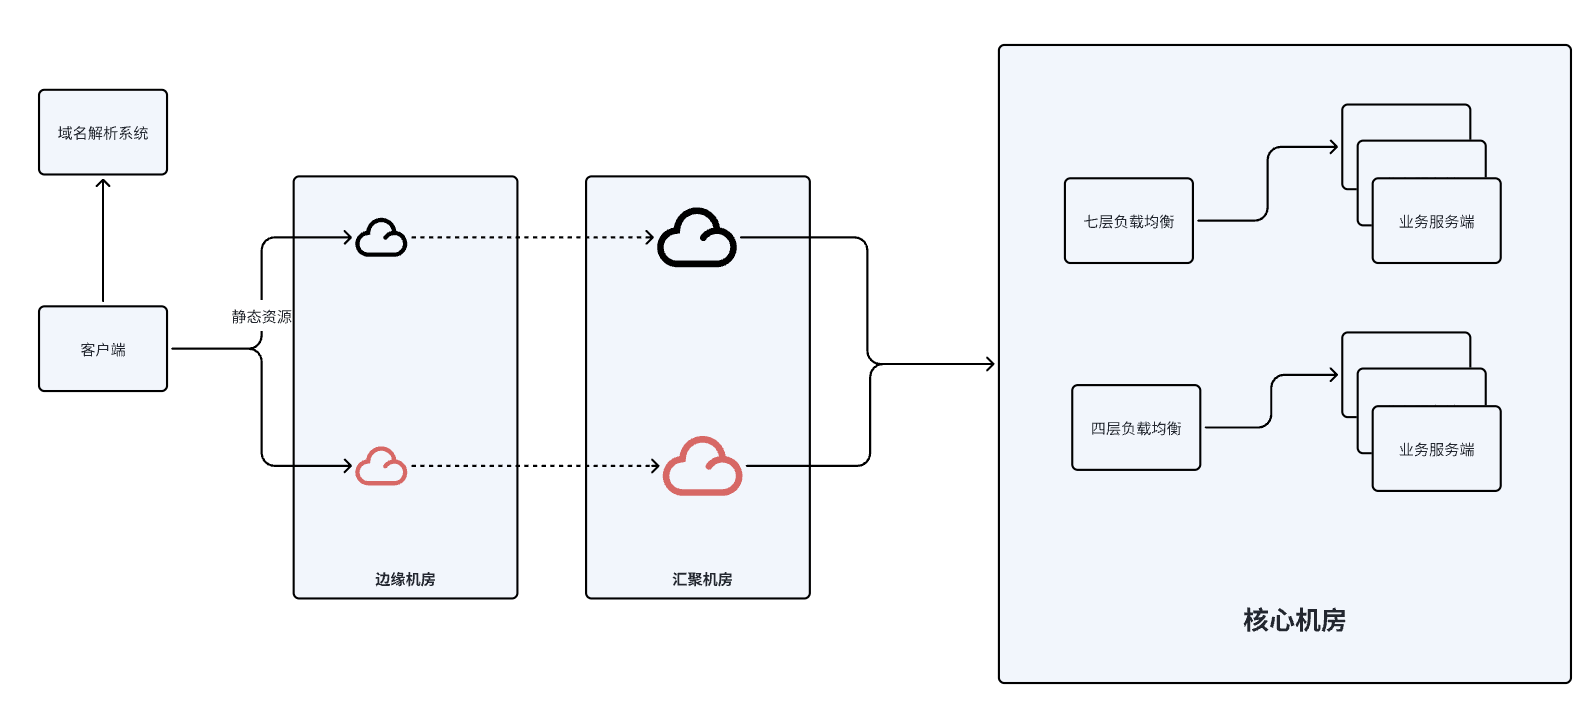 域名解析系统
客户端
静态资源
边缘机房
汇聚机房
七层负载均衡
业务服务端
四层负载均衡
业务服务端
核心机房